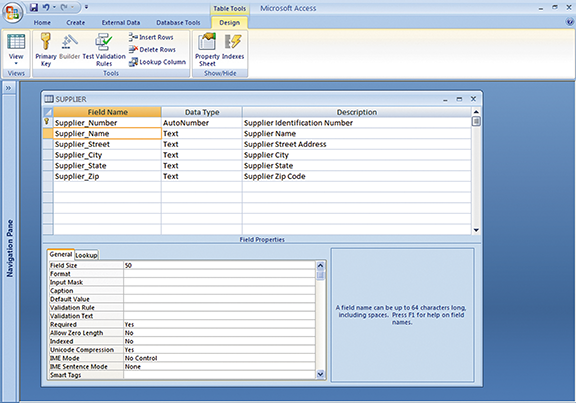 Table Tools Microsoft Access
Home Create External Data Database Tools Design
View Primary Key Builder Test Validation Rules Insert Rows Delete Rows Lookup Column Property Sheet Indexes
Views Tools Show/Hide
»
Navigation Pane
SUPPLIER
Field Name Data Type Description
Supplier_Number AutoNumber Supplier Identification Number
Supplier_Name Text Supplier Name
Supplier_Street Text Supplier Street Address
Supplier_City Text Supplier City
Supplier_State Text Supplier State
Supplier_Zip Text Supplier Zip Code
Field Properties
General Lookup
Field Size 50
Format
Input Mask
Caption
Default Value
Validation Rule
Validation Text
Required Yes
Allow Zero Length No
Indexed No
Unicode Compression Yes
IME Mode No Control
IME Sentence Mode None
Smart Tags
A field name can be up to 64 characters long,
including spaces. Press F1 for help on field
names.